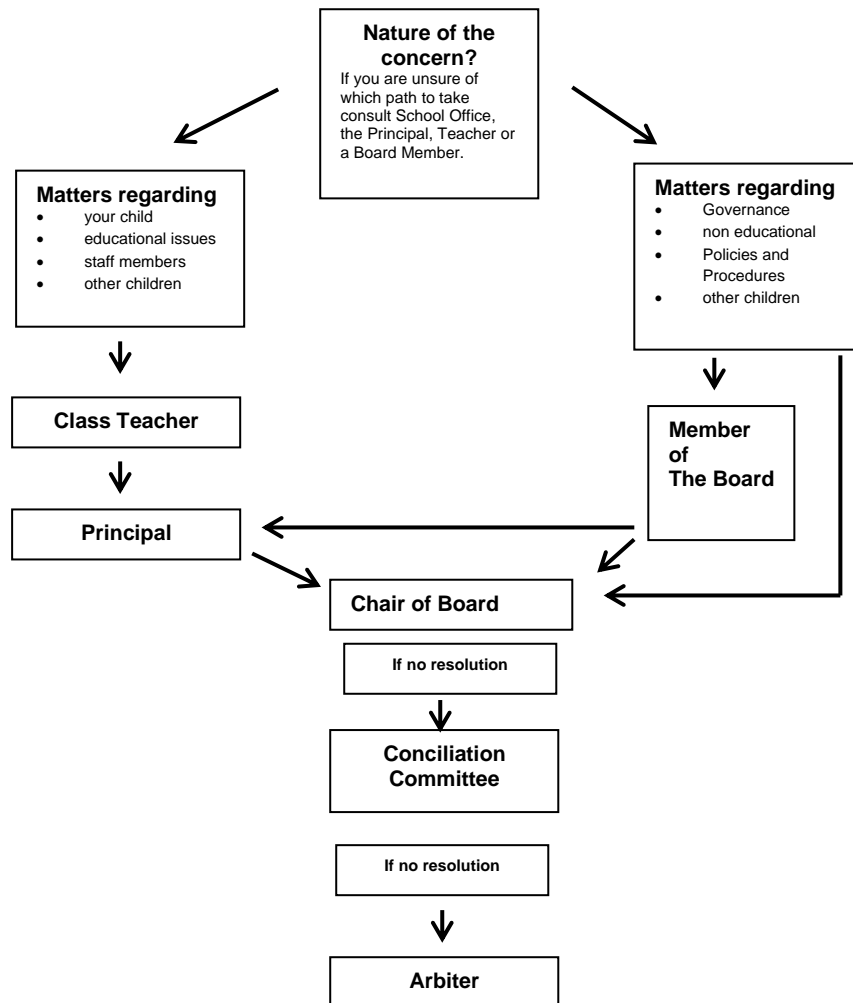 Nature of the
concern?
If you are unsure of
which path to take
consult School Office,
the Principal, Teacher or
a Board Member.
Matters regarding
• your child
• educational issues
• staff members
• other children
Matters regarding
• Governance
• non educational
• Policies and
Procedures
• other children
Class Teacher
Member
of
The Board
Principal
Chair of Board
If no resolution
Conciliation
Committee
If no resolution
Arbiter